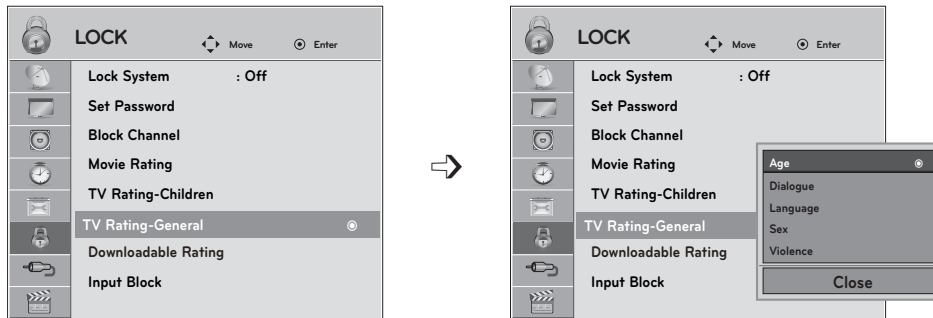 LOCK
Move
Enter
Lock System : Off
Set Password
Block Channel
Movie Rating
TV Rating-Children
TV Rating-General
Downloadable Rating
Input Block
LOCK
Move
Enter
Lock System : Off
Set Password
Block Channel
Movie Rating
TV Rating-Children
TV Rating-General
Downloadable Rating
Input Block
Age
Dialogue
Language
Sex
Violence
Close